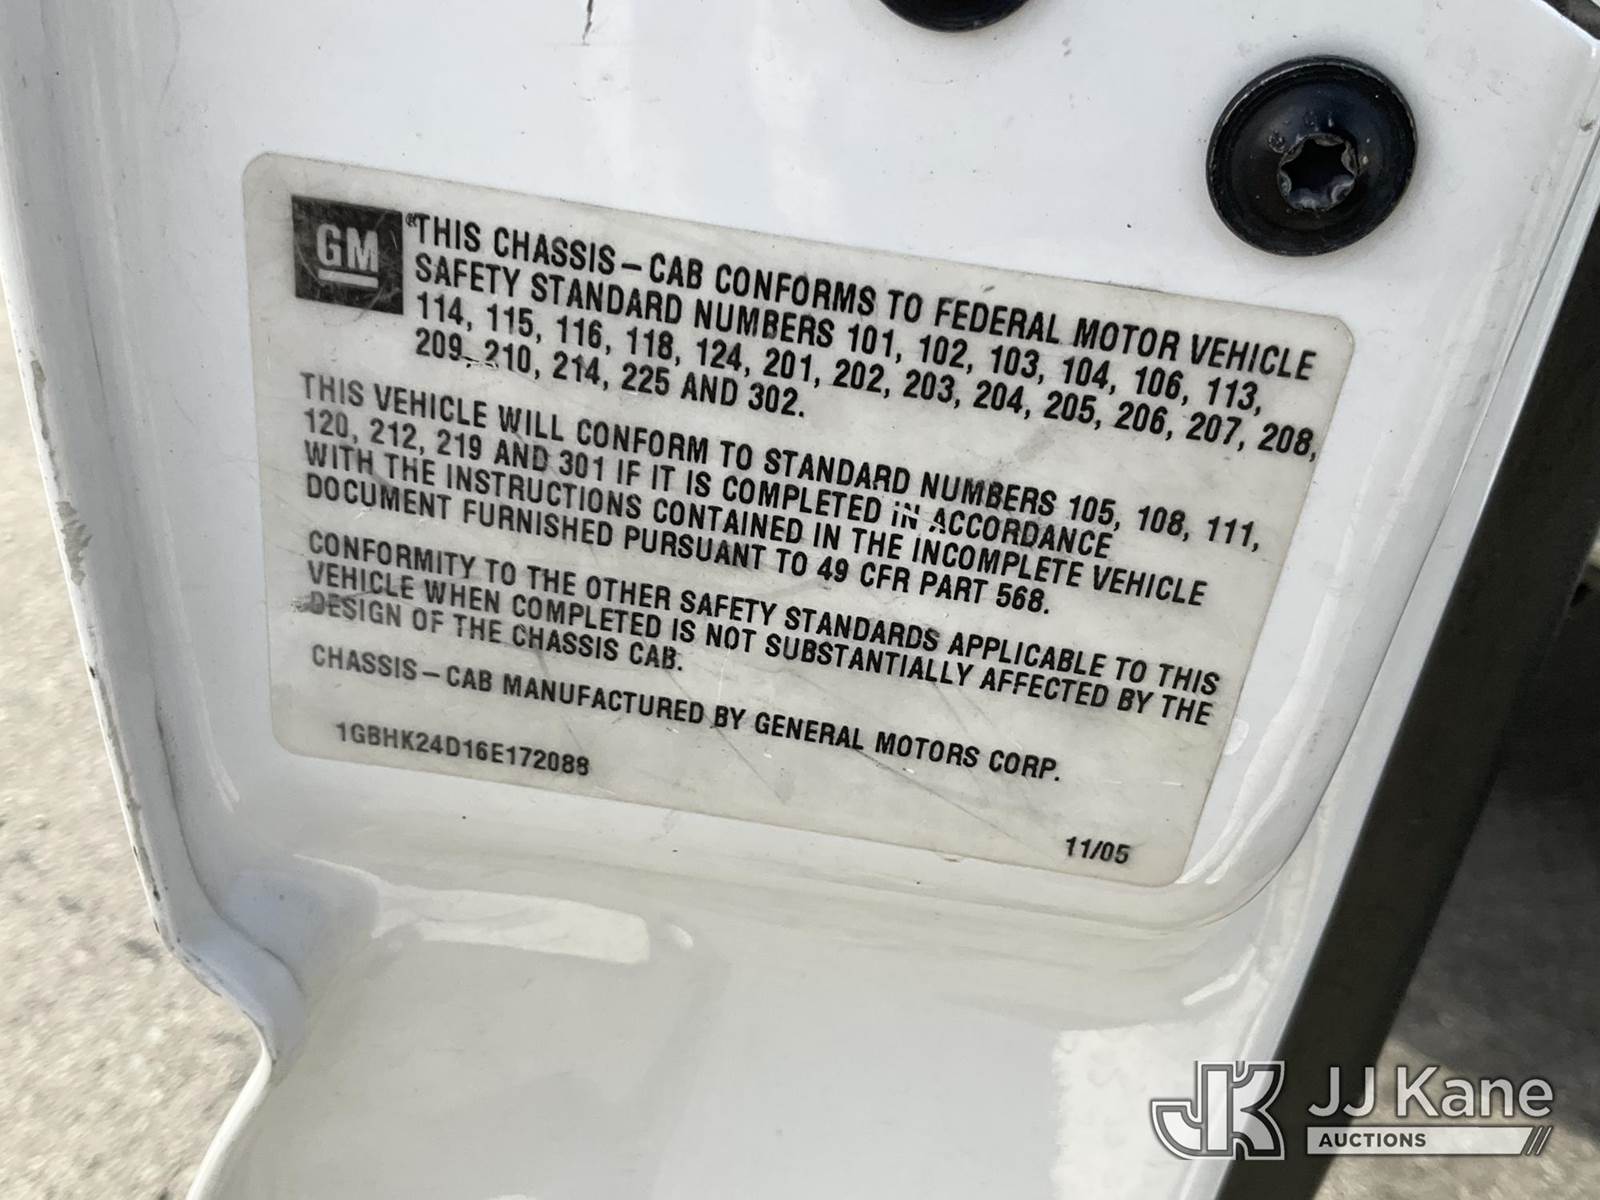 GM
®THIS CHASSIS-CAB CONFORMS TO FEDERAL MOTOR VEHICLE
SAFETY STANDARD NUMBERS 101, 102, 103, 104, 106, 113,
114, 115, 116, 118, 124, 201, 202, 203, 204, 205, 206, 207, 208,
209, 210, 214, 225 AND 302.
THIS VEHICLE WILL CONFORM TO STANDARD NUMBERS 105, 108, 111,
120, 212, 219 AND 301 IF IT IS COMPLETED IN ACCORDANCE
WITH THE INSTRUCTIONS CONTAINED IN THE INCOMPLETE VEHICLE
DOCUMENT FURNISHED PURSUANT TO 49 CFR PART 568.
CONFORMITY TO THE OTHER SAFETY STANDARDS APPLICABLE TO THIS
VEHICLE WHEN COMPLETED IS NOT SUBSTANTIALLY AFFECTED BY THE
DESIGN OF THE CHASSIS CAB.
CHASSIS-CAB MANUFACTURED BY GENERAL MOTORS CORP.
1GBHK24D16E172088
11/05
JK JJ Kane
AUCTIONS